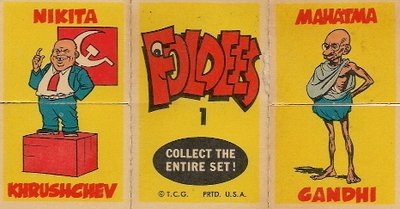 NIKITA
KHRUSHCHEV
FOLDEES
1
COLLECT THE
ENTIRE SET!
© T.C.G. PRTD. U.S.A.
MAHATMA
GANDHI